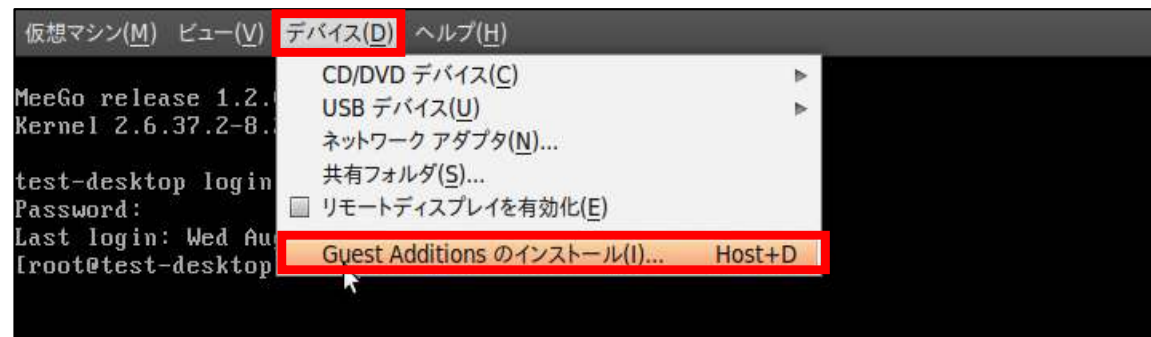 仮想マシン(M) ビュー(V) デバイス(D) ヘルプ(H)
CD/DVD デバイス(C)
USB デバイス(U)
ネットワーク アダプタ(N)...
共有フォルダ(S)...
リモートディスプレイを有効化(E)
Guest Additions のインストール(I)... Host+D
MeeGo release 1.2.
Kernel 2.6.37.2-8.
test-desktop login
Password:
Last login: Wed Au
[root@test-desktop